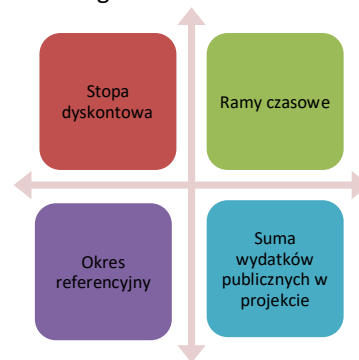 Stopa
dyskontowa
Ramy czasowe
Okres
referencyjny
Suma
wydatków
publicznych w
projekcie